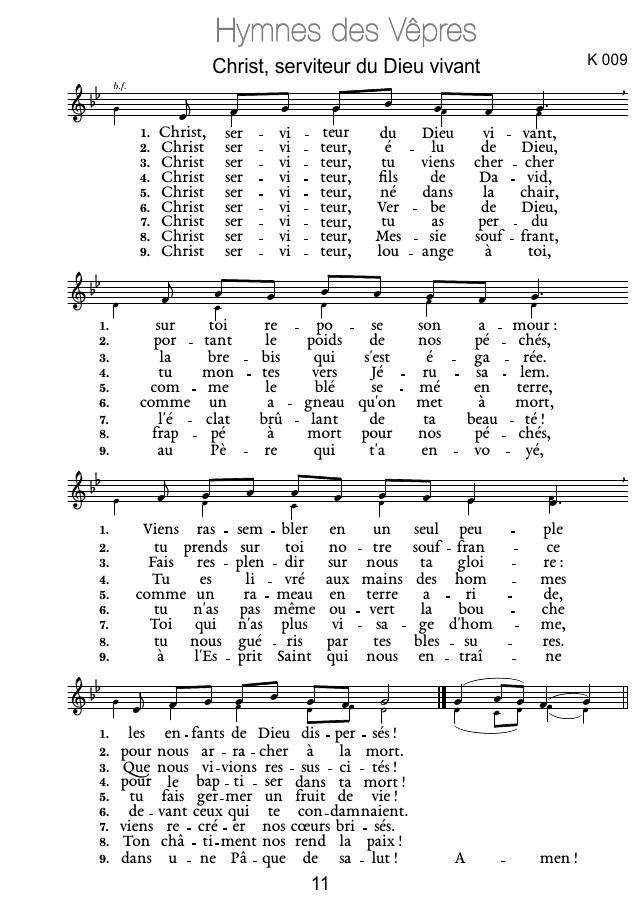 Hymnes des Vêpres
K 009
Christ, serviteur du Dieu vivant
b.f.
1. Christ, ser - vi - teur du Dieu vi - vant,
2. Christ ser - vi - teur, é - lu de Dieu,
3. Christ ser - vi - teur, tu viens cher - cher
4. Christ ser - vi - teur, fils de Da - vid,
5. Christ ser - vi - teur, né dans la chair,
6. Christ ser - vi - teur, Ver - be de Dieu,
7. Christ ser - vi - teur, tu as per - du
8. Christ ser - vi - teur, Mes - sie souf - frant,
9. Christ ser - vi - teur, lou - ange à toi,
1. sur toi re - po - se son a - mour :
2. por - tant le poids de nos pé - chés,
3. la bre - bis qui s'est é - ga - rée.
4. tu mon - tes vers Jé - ru - sa - lem.
5. com - me le blé se - mé en terre,
6. comme un a - gneau qu'on met à mort,
7. l'é - clat brû - lant de ta beau - té !
8. frap - pé à mort pour nos pé - chés,
9. au Pè - re qui t'a en - vo - yé,
1. Viens ras - sem - bler en un seul peu - ple
2. tu prends sur toi no - tre souf - fran - ce
3. Fais res - plen - dir sur nous ta gloi - re :
4. Tu es li - vré aux mains des hom - mes
5. comme un ra - meau en terre a - ri - de,
6. tu n'as pas même ou - vert la bou - che
7. Toi qui n'as plus vi - sa - ge d'hom - me,
8. tu nous gué - ris par tes bles - su - res.
9. à l'Es - prit Saint qui nous en - traî - ne
1. les en - fants de Dieu dis - per - sés !
2. pour nous ar - ra - cher à la mort.
3. Que nous vi - vions res - sus - ci - tés !
4. pour le bap - ti - ser dans ta mort !
5. tu fais ger - mer un fruit de vie !
6. de - vant ceux qui te con - damnaient.
7. viens re - cré - er nos cœurs bri - sés.
8. Ton châ - ti - ment nos rend la paix !
9. dans u - ne Pâ - que de sa - lut ! A - men !
11